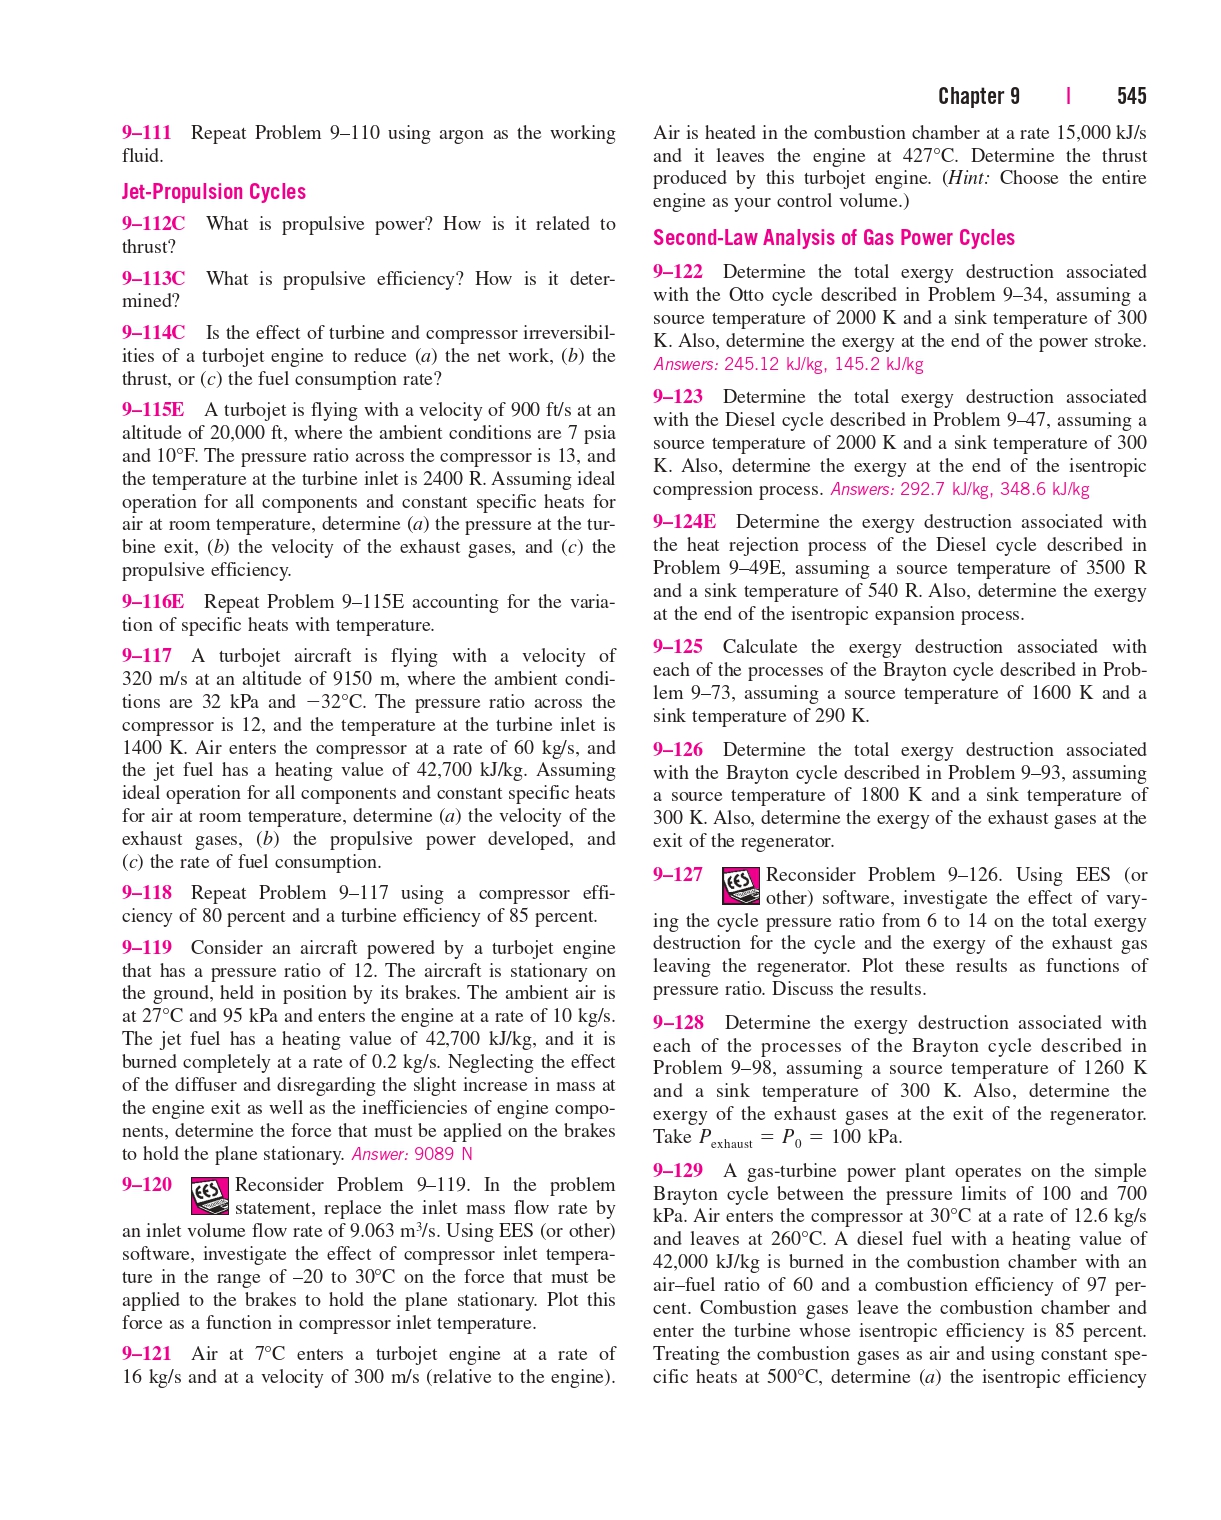 Chapter 9 | 545
9–111 Repeat Problem 9–110 using argon as the working
fluid.
Jet-Propulsion Cycles
9–112C What is propulsive power? How is it related to
thrust?
9–113C What is propulsive efficiency? How is it deter-
mined?
9–114C Is the effect of turbine and compressor irreversibil-
ities of a turbojet engine to reduce (a) the net work, (b) the
thrust, or (c) the fuel consumption rate?
9–115E A turbojet is flying with a velocity of 900 ft/s at an
altitude of 20,000 ft, where the ambient conditions are 7 psia
and 10°F. The pressure ratio across the compressor is 13, and
the temperature at the turbine inlet is 2400 R. Assuming ideal
operation for all components and constant specific heats for
air at room temperature, determine (a) the pressure at the tur-
bine exit, (b) the velocity of the exhaust gases, and (c) the
propulsive efficiency.
9–116E Repeat Problem 9–115E accounting for the varia-
tion of specific heats with temperature.
9–117 A turbojet aircraft is flying with a velocity of
320 m/s at an altitude of 9150 m, where the ambient condi-
tions are 32 kPa and −32°C. The pressure ratio across the
compressor is 12, and the temperature at the turbine inlet is
1400 K. Air enters the compressor at a rate of 60 kg/s, and
the jet fuel has a heating value of 42,700 kJ/kg. Assuming
ideal operation for all components and constant specific heats
for air at room temperature, determine (a) the velocity of the
exhaust gases, (b) the propulsive power developed, and
(c) the rate of fuel consumption.
9–118 Repeat Problem 9–117 using a compressor effi-
ciency of 80 percent and a turbine efficiency of 85 percent.
9–119 Consider an aircraft powered by a turbojet engine
that has a pressure ratio of 12. The aircraft is stationary on
the ground, held in position by its brakes. The ambient air is
at 27°C and 95 kPa and enters the engine at a rate of 10 kg/s.
The jet fuel has a heating value of 42,700 kJ/kg, and it is
burned completely at a rate of 0.2 kg/s. Neglecting the effect
of the diffuser and disregarding the slight increase in mass at
the engine exit as well as the inefficiencies of engine compo-
nents, determine the force that must be applied on the brakes
to hold the plane stationary. Answer: 9089 N
9–120 EES Reconsider Problem 9–119. In the problem
statement, replace the inlet mass flow rate by
an inlet volume flow rate of 9.063 m³/s. Using EES (or other)
software, investigate the effect of compressor inlet tempera-
ture in the range of –20 to 30°C on the force that must be
applied to the brakes to hold the plane stationary. Plot this
force as a function in compressor inlet temperature.
9–121 Air at 7°C enters a turbojet engine at a rate of
16 kg/s and at a velocity of 300 m/s (relative to the engine).
Air is heated in the combustion chamber at a rate 15,000 kJ/s
and it leaves the engine at 427°C. Determine the thrust
produced by this turbojet engine. (Hint: Choose the entire
engine as your control volume.)
Second-Law Analysis of Gas Power Cycles
9–122 Determine the total exergy destruction associated
with the Otto cycle described in Problem 9–34, assuming a
source temperature of 2000 K and a sink temperature of 300
K. Also, determine the exergy at the end of the power stroke.
Answers: 245.12 kJ/kg, 145.2 kJ/kg
9–123 Determine the total exergy destruction associated
with the Diesel cycle described in Problem 9–47, assuming a
source temperature of 2000 K and a sink temperature of 300
K. Also, determine the exergy at the end of the isentropic
compression process. Answers: 292.7 kJ/kg, 348.6 kJ/kg
9–124E Determine the exergy destruction associated with
the heat rejection process of the Diesel cycle described in
Problem 9–49E, assuming a source temperature of 3500 R
and a sink temperature of 540 R. Also, determine the exergy
at the end of the isentropic expansion process.
9–125 Calculate the exergy destruction associated with
each of the processes of the Brayton cycle described in Prob-
lem 9–73, assuming a source temperature of 1600 K and a
sink temperature of 290 K.
9–126 Determine the total exergy destruction associated
with the Brayton cycle described in Problem 9–93, assuming
a source temperature of 1800 K and a sink temperature of
300 K. Also, determine the exergy of the exhaust gases at the
exit of the regenerator.
9–127 EES Reconsider Problem 9–126. Using EES (or
other) software, investigate the effect of vary-
ing the cycle pressure ratio from 6 to 14 on the total exergy
destruction for the cycle and the exergy of the exhaust gas
leaving the regenerator. Plot these results as functions of
pressure ratio. Discuss the results.
9–128 Determine the exergy destruction associated with
each of the processes of the Brayton cycle described in
Problem 9–98, assuming a source temperature of 1260 K
and a sink temperature of 300 K. Also, determine the
exergy of the exhaust gases at the exit of the regenerator.
Take P_exhaust = P_0 = 100 kPa.
9–129 A gas-turbine power plant operates on the simple
Brayton cycle between the pressure limits of 100 and 700
kPa. Air enters the compressor at 30°C at a rate of 12.6 kg/s
and leaves at 260°C. A diesel fuel with a heating value of
42,000 kJ/kg is burned in the combustion chamber with an
air–fuel ratio of 60 and a combustion efficiency of 97 per-
cent. Combustion gases leave the combustion chamber and
enter the turbine whose isentropic efficiency is 85 percent.
Treating the combustion gases as air and using constant spe-
cific heats at 500°C, determine (a) the isentropic efficiency